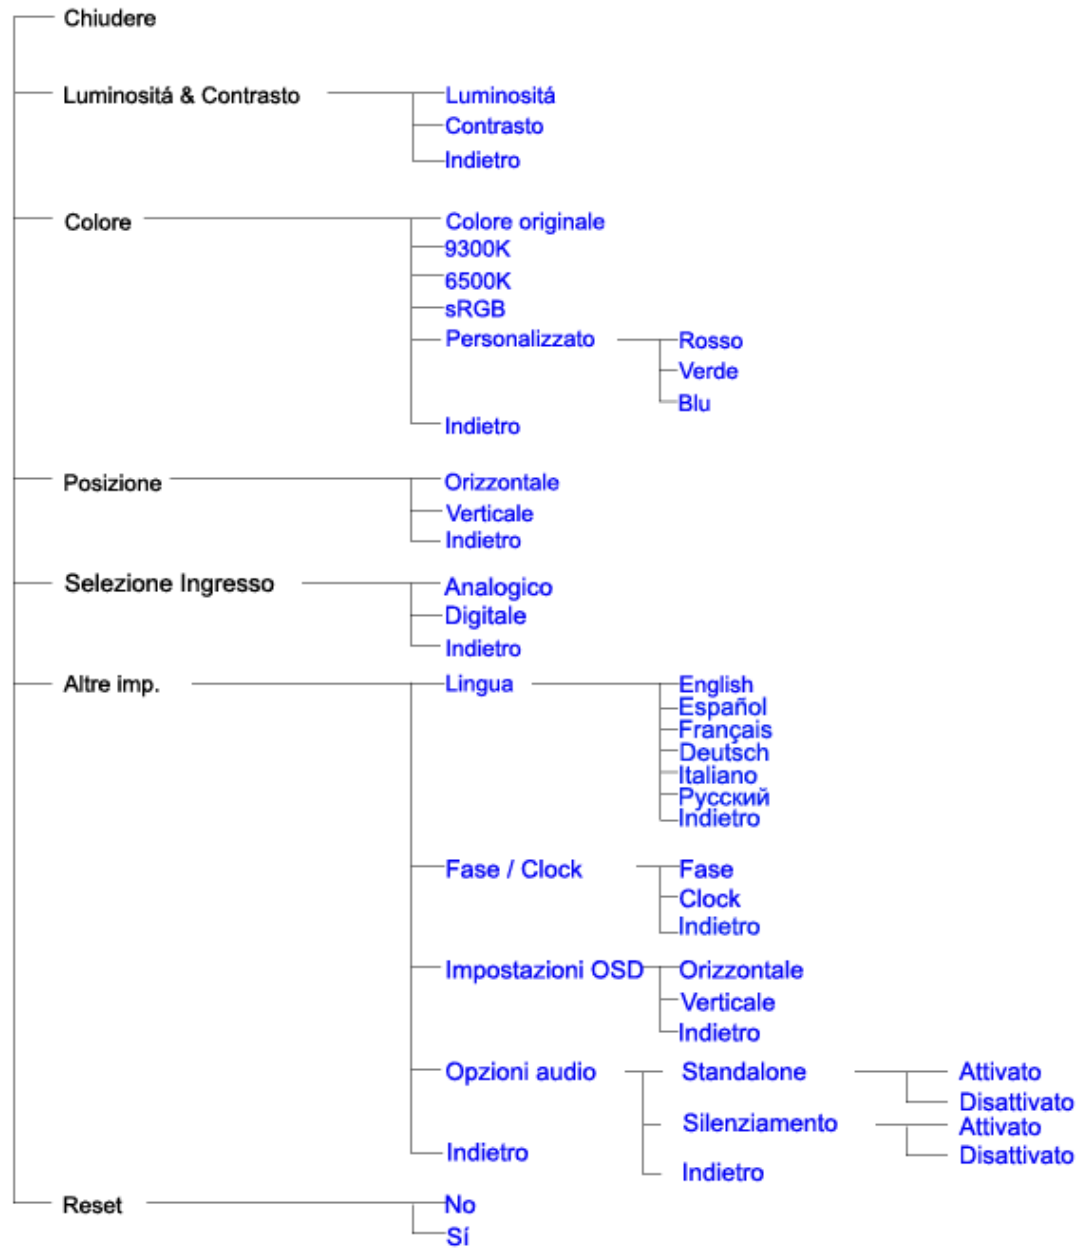 Chiudere
Luminositá & Contrasto
Luminositá
Contrasto
Indietro
Colore
Colore originale
9300K
6500K
sRGB
Personalizzato
Rosso
Verde
Blu
Indietro
Posizione
Orizzontale
Verticale
Indietro
Selezione Ingresso
Analogico
Digitale
Indietro
Altre imp.
Lingua
English
Español
Français
Deutsch
Italiano
Русский
Indietro
Fase / Clock
Fase
Clock
Indietro
Impostazioni OSD
Orizzontale
Verticale
Indietro
Opzioni audio
Standalone
Attivato
Disattivato
Silenziamento
Attivato
Disattivato
Indietro
Indietro
Reset
No
Sí